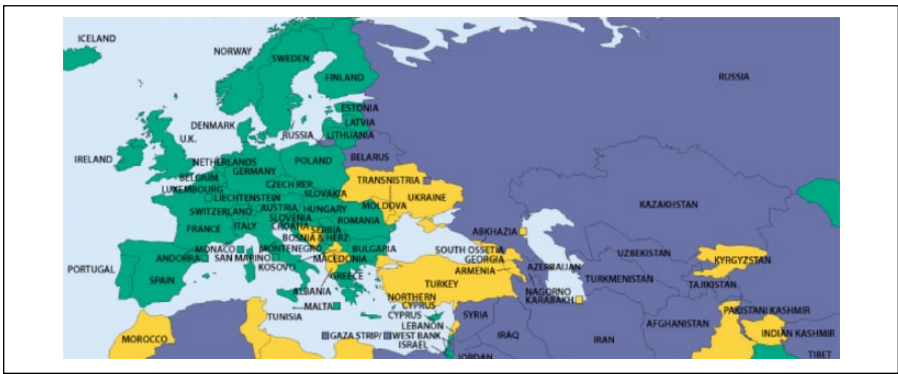 ICELAND
NORWAY
SWEDEN
FINLAND
RUSSIA
ESTONIA
LATVIA
DENMARK
RUSSIA
LITHUANIA
U.K.
IRELAND
NETHERLANDS
POLAND
BELARUS
GERMANY
BELGIUM
TRANSNISTRIA
LUXEMBOURG
CZECH REP.
SLOVAKIA
UKRAINE
LIECHTENSTEIN
KAZAKHSTAN
SWITZERLAND
AUSTRIA
HUNGARY
MOLDOVA
SLOVENIA
ROMANIA
FRANCE
ITALY
CROATIA
SERBIA
ABKHAZIA
BOSNIA & HERZ.
MONACO
MONTENEGRO
BULGARIA
SOUTH OSSETIA
UZBEKISTAN
ANDORRA
SAN MARINO
MACEDONIA
GEORGIA
KYRGYZSTAN
PORTUGAL
KOSOVO
ARMENIA
AZERBAIJAN
SPAIN
GREECE
TURKEY
TURKMENISTAN
TAJIKISTAN
ALBANIA
NORTHERN
CYPRUS
NAGORNO
KARABAKH
MALTA
CYPRUS
SYRIA
PAKISTANI KASHMIR
TUNISIA
LEBANON
AFGHANISTAN
MOROCCO
GAZA STRIP/
WEST BANK
IRAQ
IRAN
INDIAN KASHMIR
ISRAEL
JORDAN
TIBET